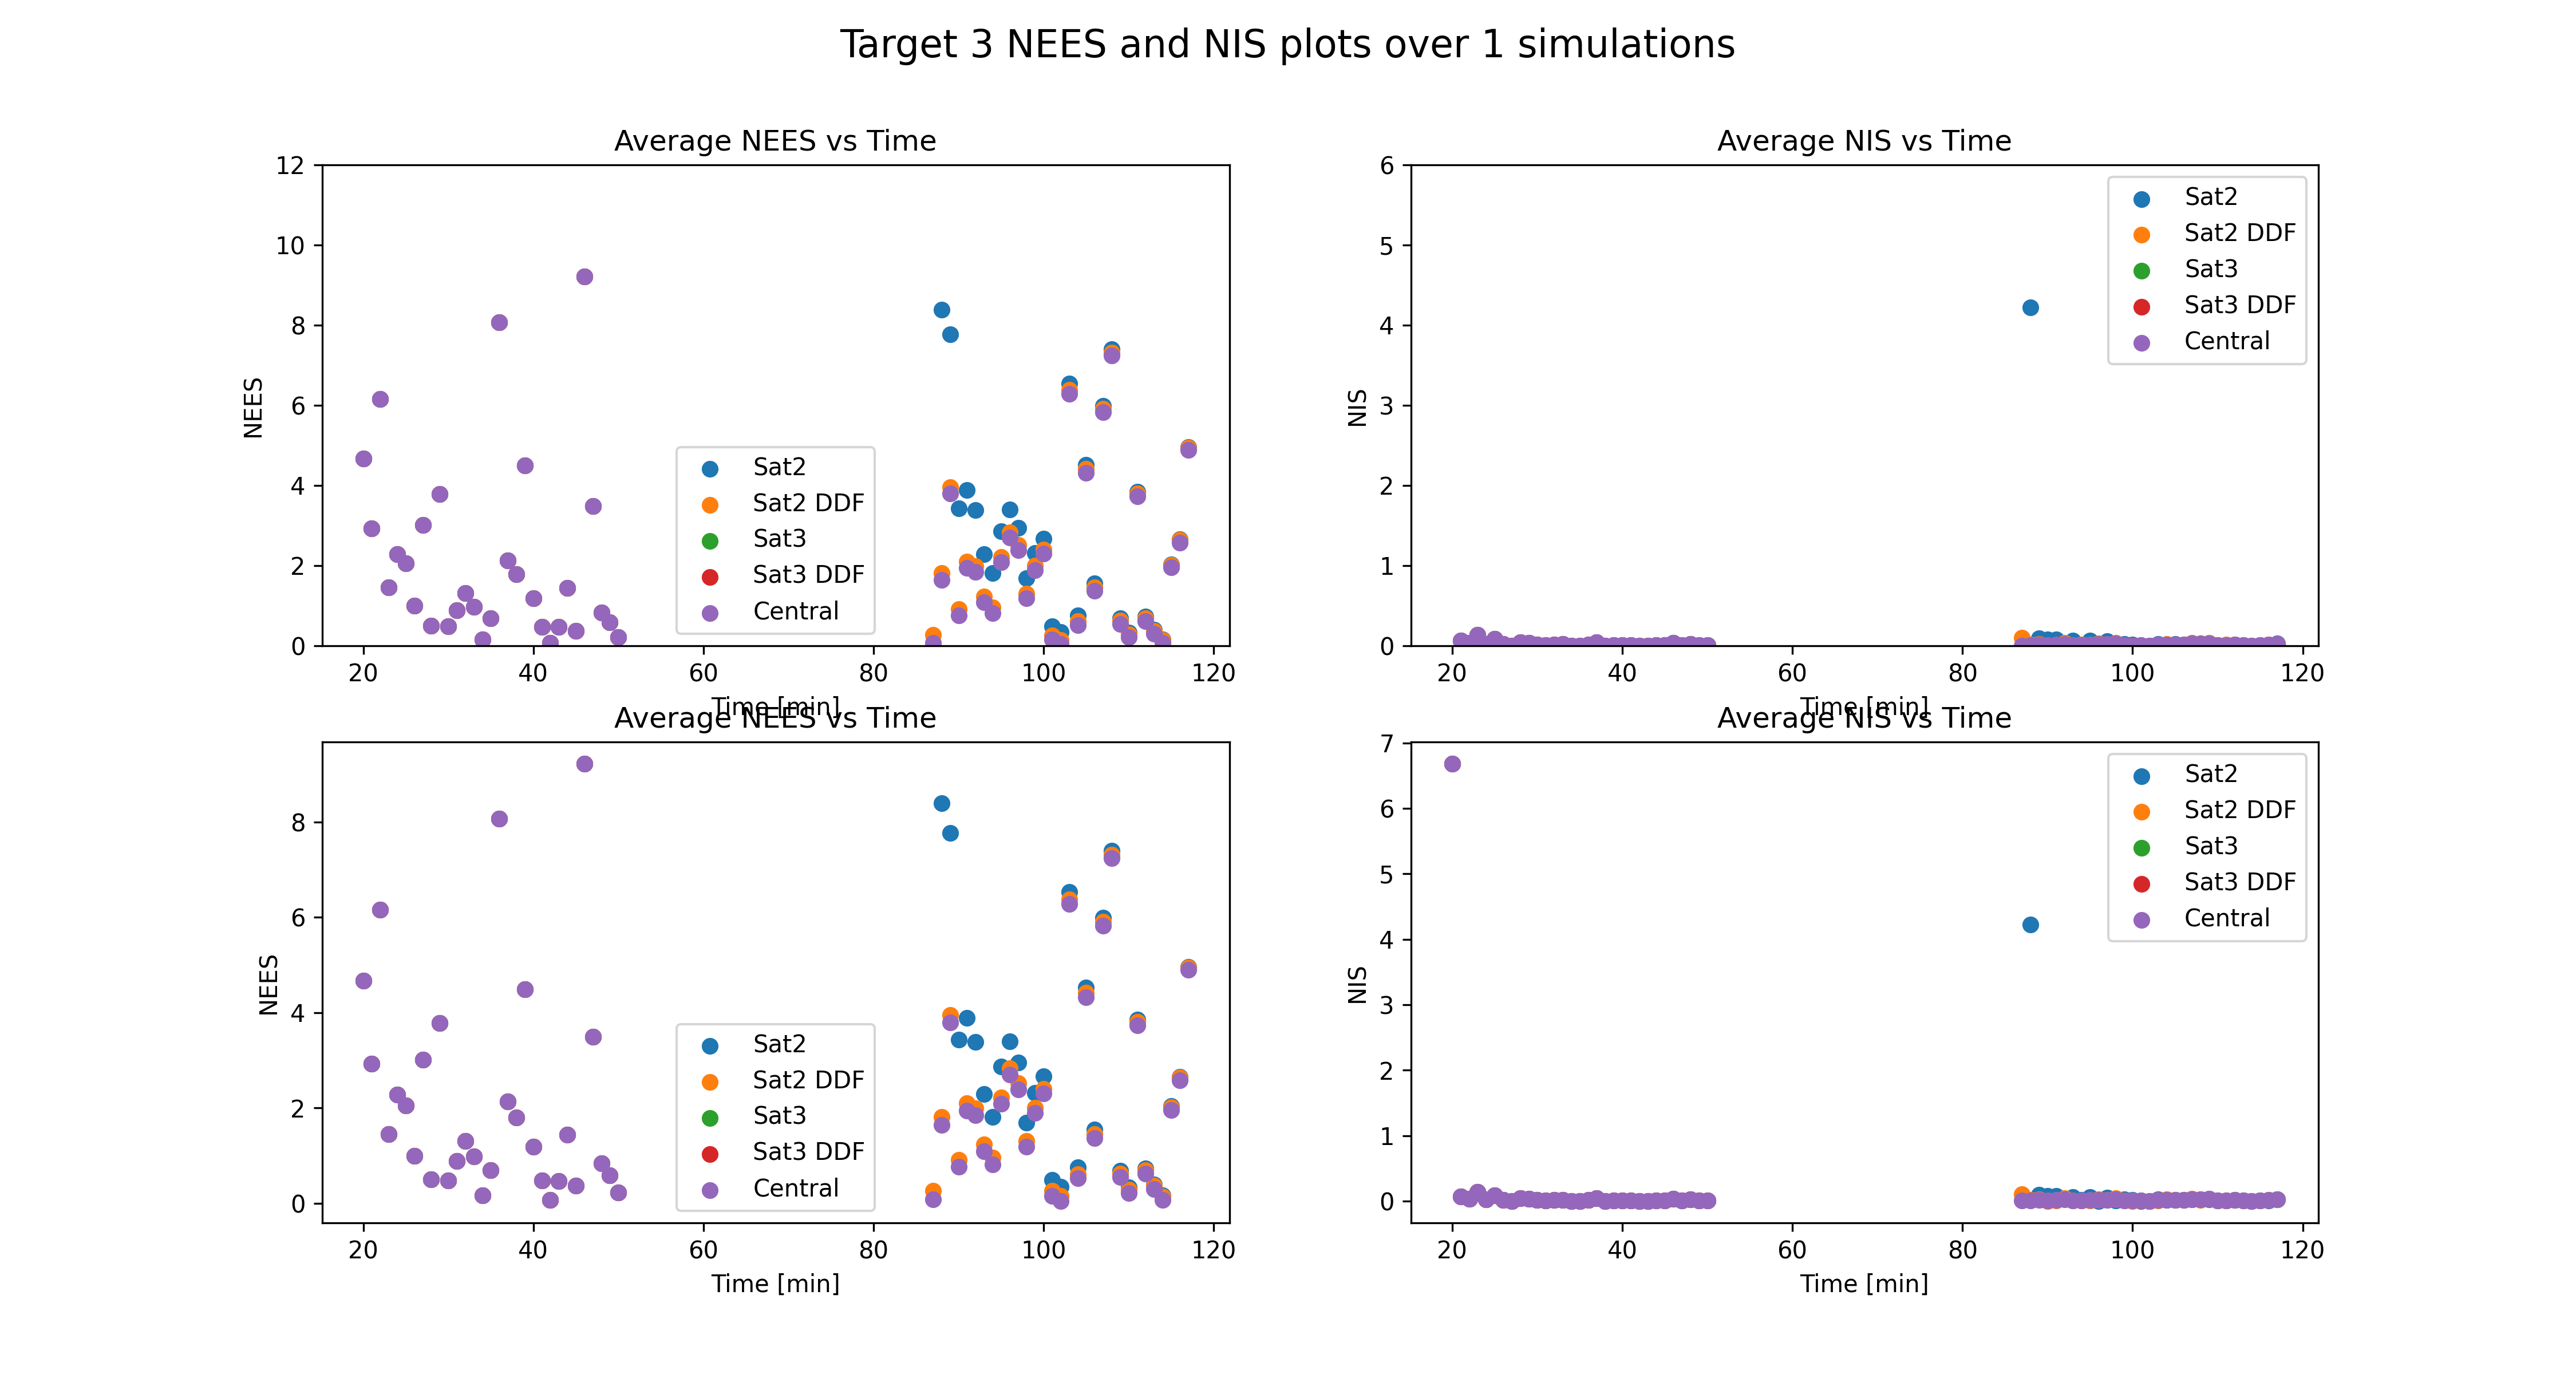 Target 3 NEES and NIS plots over 1 simulations
Average NEES vs Time
12
10
8
6
4
2
0
NEES
20 40 60 80 100 120
Time [min]
Sat2
Sat2 DDF
Sat3
Sat3 DDF
Central
Average NIS vs Time
6
5
4
3
2
1
0
NIS
20 40 60 80 100 120
Time [min]
Sat2
Sat2 DDF
Sat3
Sat3 DDF
Central
Average NEES vs Time
8
6
4
2
0
NEES
20 40 60 80 100 120
Time [min]
Sat2
Sat2 DDF
Sat3
Sat3 DDF
Central
Average NIS vs Time
7
6
5
4
3
2
1
0
NIS
20 40 60 80 100 120
Time [min]
Sat2
Sat2 DDF
Sat3
Sat3 DDF
Central